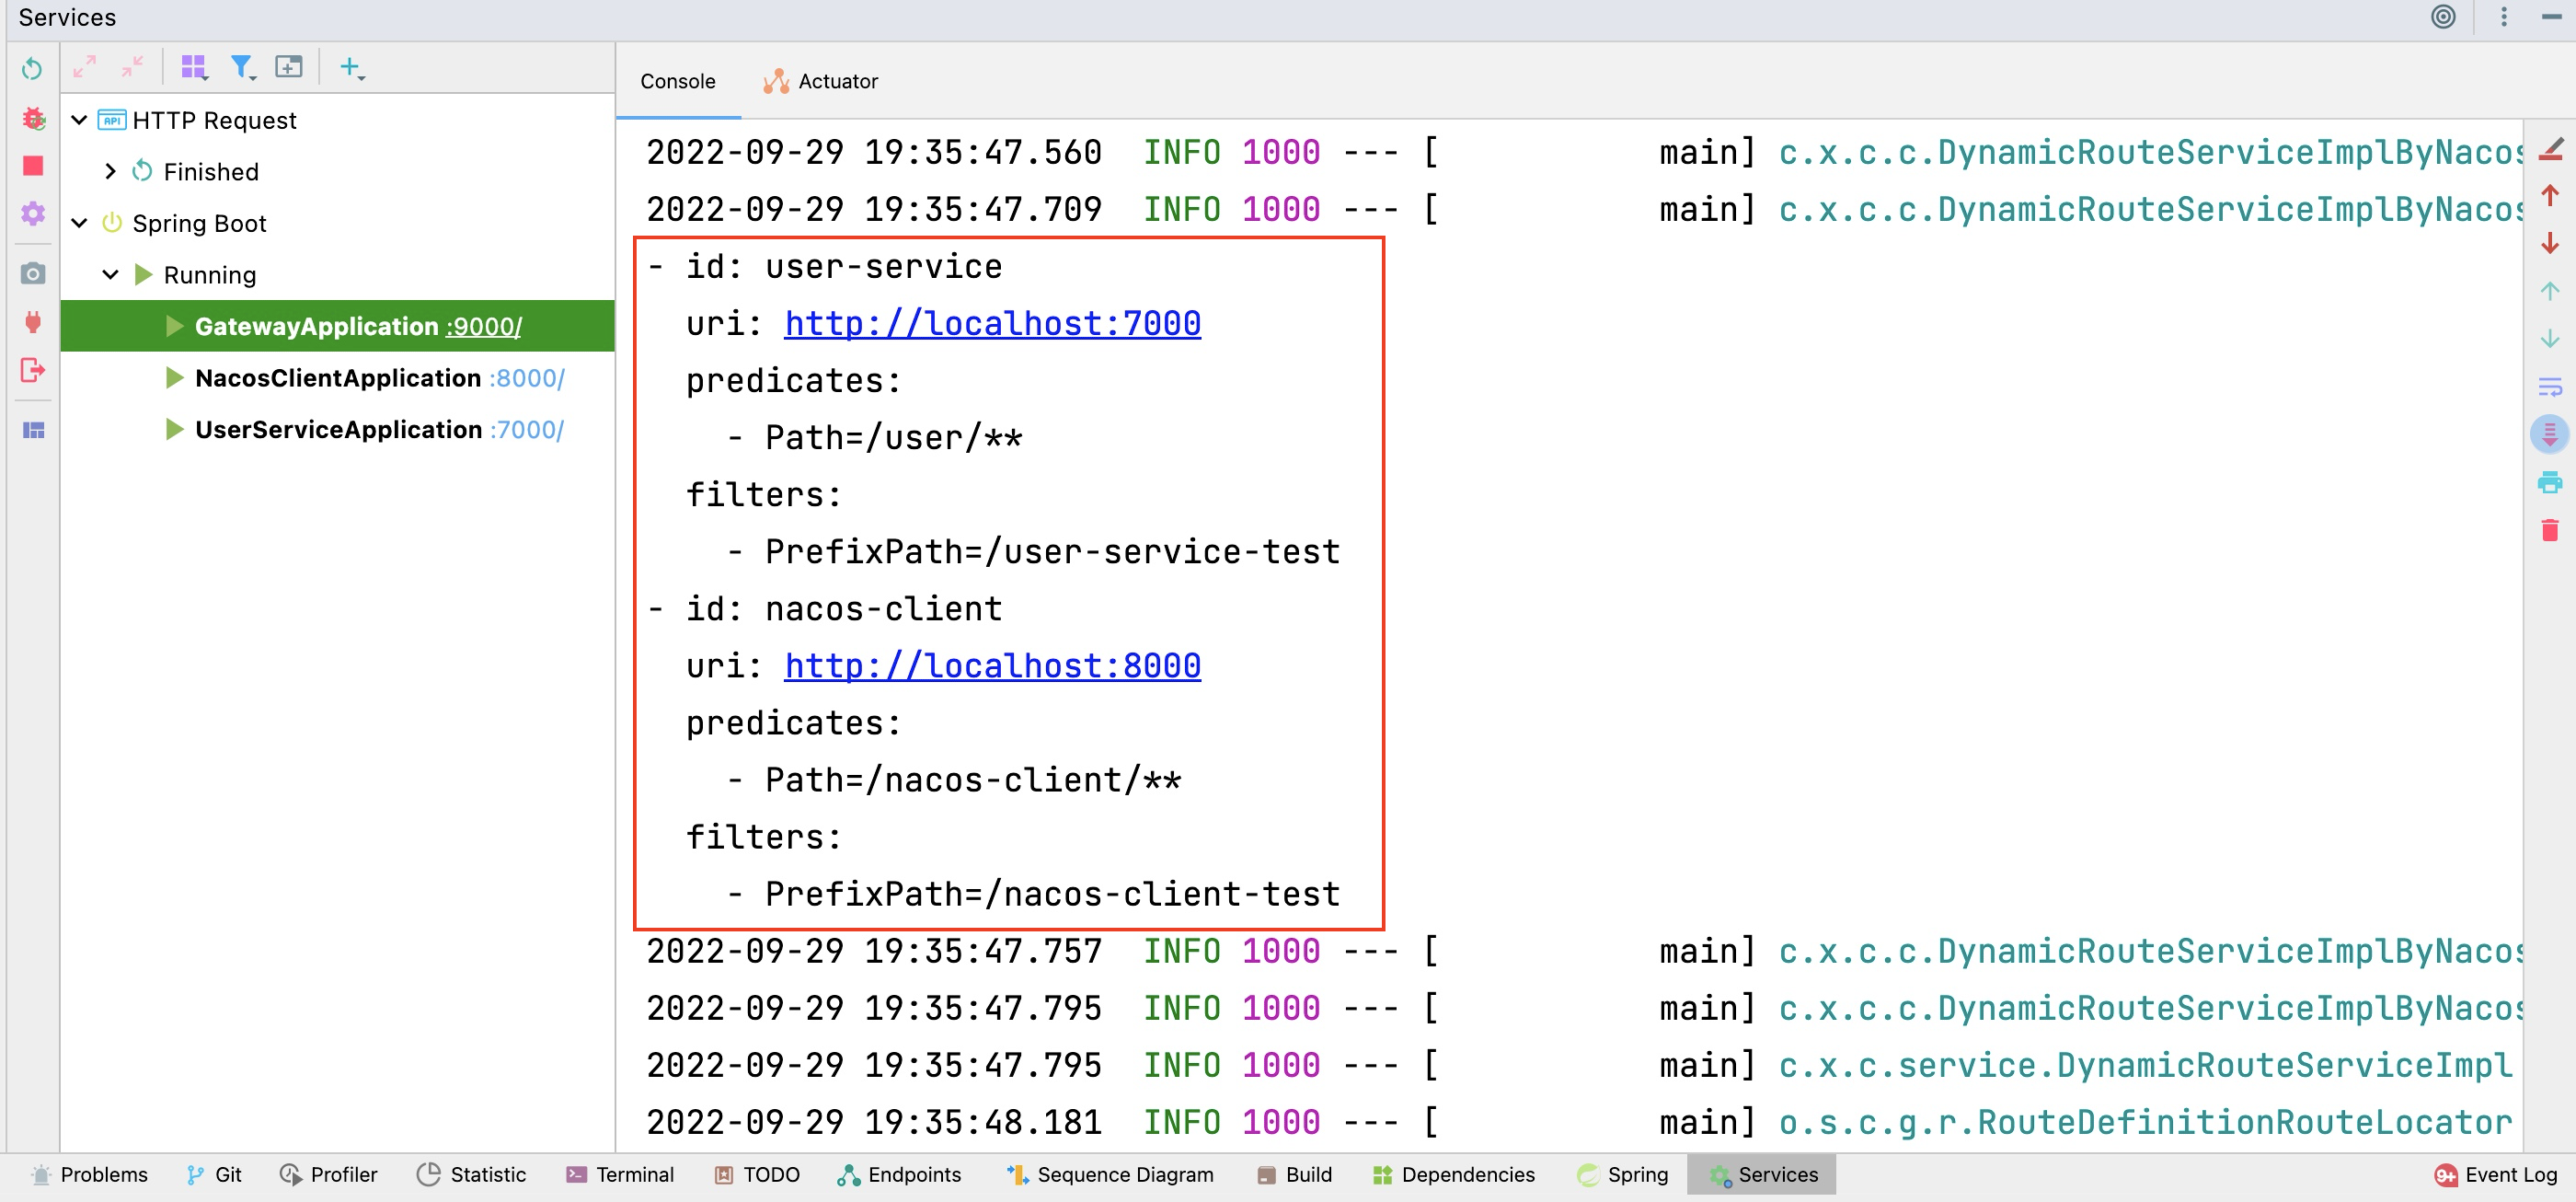 Services
HTTP Request
Finished
Spring Boot
Running
GatewayApplication :9000/
NacosClientApplication :8000/
UserServiceApplication :7000/
Console Actuator
2022-09-29 19:35:47.560  INFO 1000 --- [           main] c.x.c.c.DynamicRouteServiceImplByNacos
2022-09-29 19:35:47.709  INFO 1000 --- [           main] c.x.c.c.DynamicRouteServiceImplByNacos
- id: user-service
  uri: http://localhost:7000
  predicates:
    - Path=/user/**
  filters:
    - PrefixPath=/user-service-test
- id: nacos-client
  uri: http://localhost:8000
  predicates:
    - Path=/nacos-client/**
  filters:
    - PrefixPath=/nacos-client-test
2022-09-29 19:35:47.757  INFO 1000 --- [           main] c.x.c.c.DynamicRouteServiceImplByNacos
2022-09-29 19:35:47.795  INFO 1000 --- [           main] c.x.c.c.DynamicRouteServiceImplByNacos
2022-09-29 19:35:47.795  INFO 1000 --- [           main] c.x.c.service.DynamicRouteServiceImpl
2022-09-29 19:35:48.181  INFO 1000 --- [           main] o.s.c.g.r.RouteDefinitionRouteLocator
Problems Git Profiler Statistic Terminal TODO Endpoints Sequence Diagram Build Dependencies Spring Services 9+ Event Log